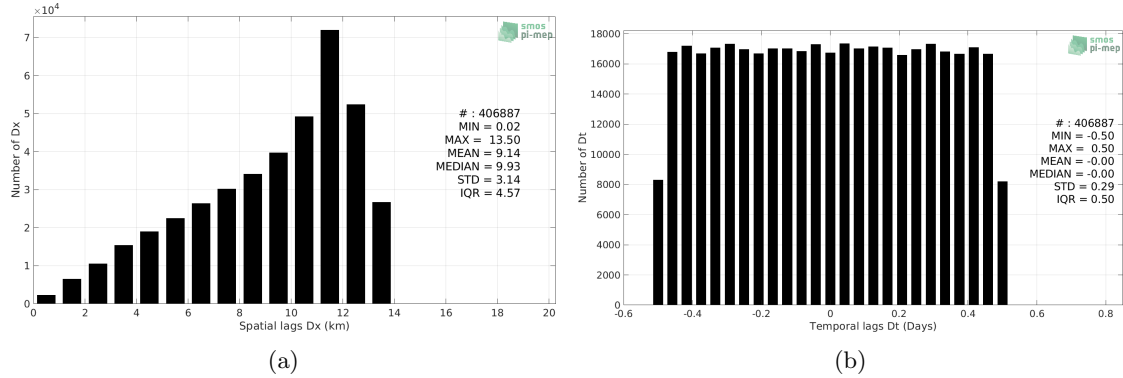 ×10⁴
7
6
5
4
3
2
1
0
Number of Dx
0 2 4 6 8 10 12 14 16 18 20
Spatial lags Dx (km)
smos
pi-mep
# : 406887
MIN = 0.02
MAX = 13.50
MEAN = 9.14
MEDIAN = 9.93
STD = 3.14
IQR = 4.57
(a)
18000
16000
14000
12000
10000
8000
6000
4000
2000
0
Number of Dt
-0.6 -0.4 -0.2 0 0.2 0.4 0.6 0.8
Temporal lags Dt (Days)
smos
pi-mep
# : 406887
MIN = -0.50
MAX = 0.50
MEAN = -0.00
MEDIAN = -0.00
STD = 0.29
IQR = 0.50
(b)